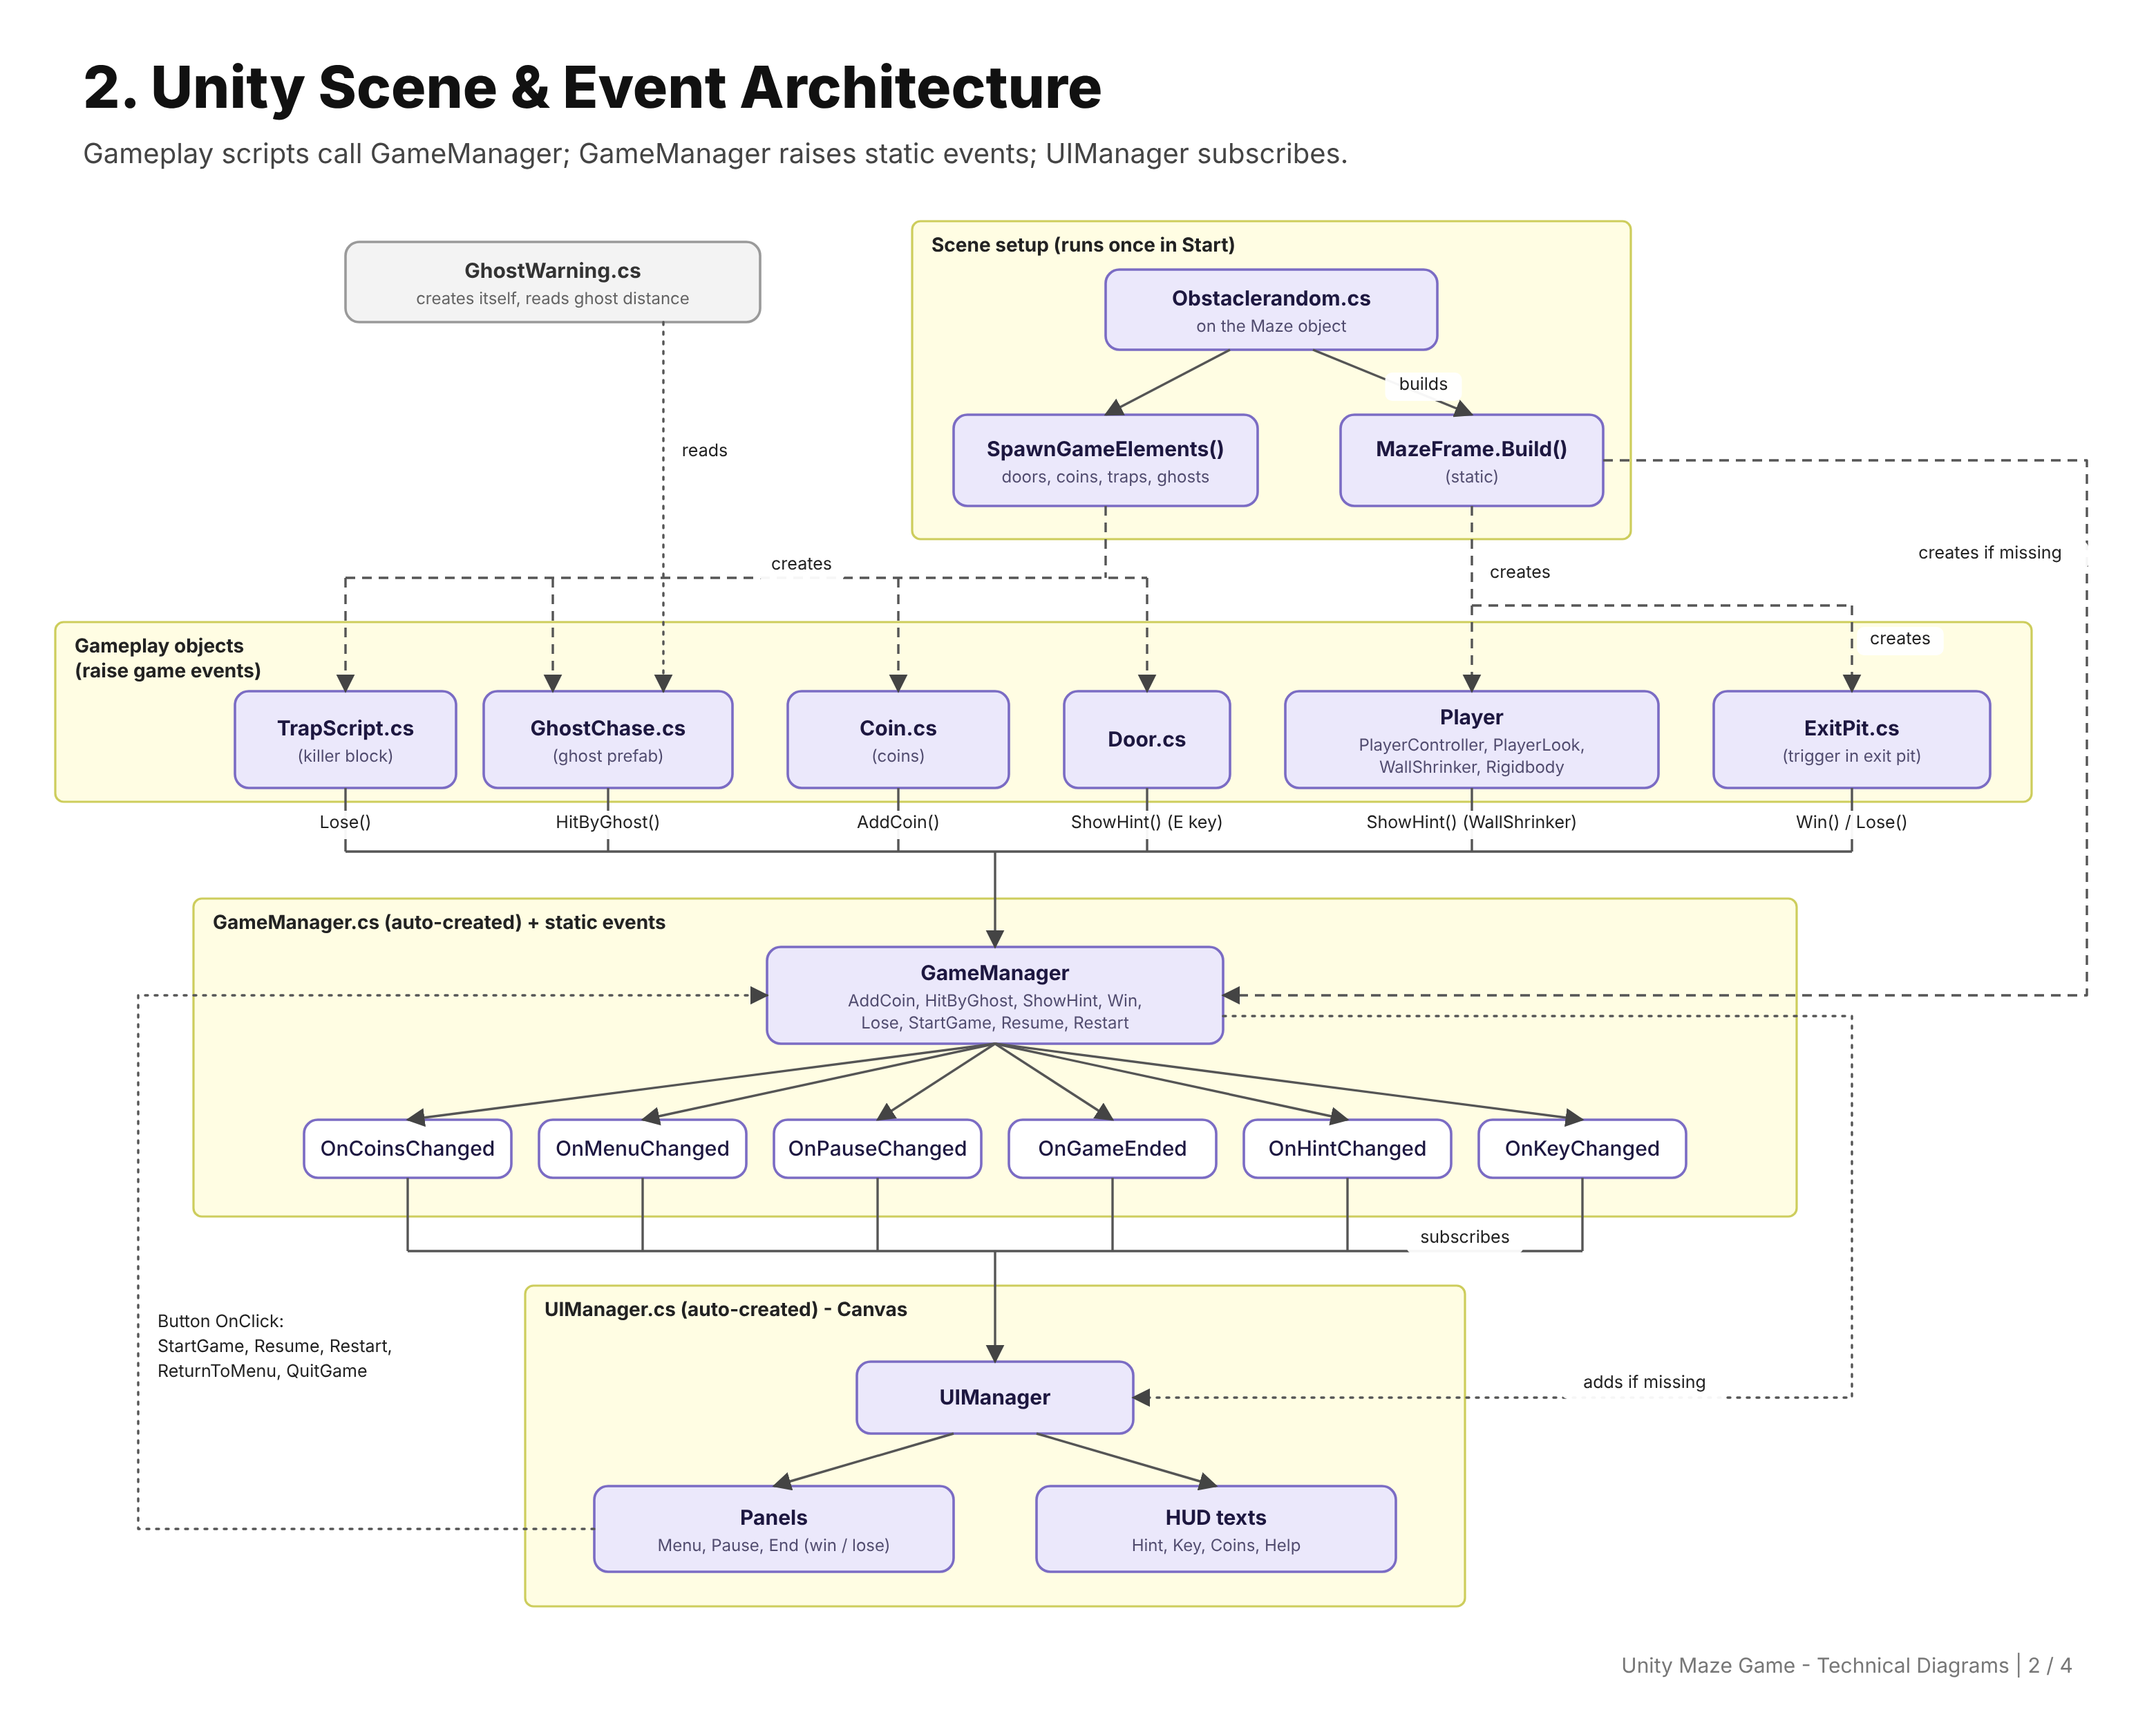 2. Unity Scene & Event Architecture
Gameplay scripts call GameManager; GameManager raises static events; UIManager subscribes.
GhostWarning.cs
creates itself, reads ghost distance
Scene setup (runs once in Start)
Obstaclerandom.cs
on the Maze object
builds
SpawnGameElements()
doors, coins, traps, ghosts
MazeFrame.Build()
(static)
reads
creates
creates
creates if missing
creates
Gameplay objects
(raise game events)
TrapScript.cs
(killer block)
GhostChase.cs
(ghost prefab)
Coin.cs
(coins)
Door.cs
Player
PlayerController, PlayerLook,
WallShrinker, Rigidbody
ExitPit.cs
(trigger in exit pit)
Lose()
HitByGhost()
AddCoin()
ShowHint() (E key)
ShowHint() (WallShrinker)
Win() / Lose()
GameManager.cs (auto-created) + static events
GameManager
AddCoin, HitByGhost, ShowHint, Win,
Lose, StartGame, Resume, Restart
OnCoinsChanged
OnMenuChanged
OnPauseChanged
OnGameEnded
OnHintChanged
OnKeyChanged
subscribes
Button OnClick:
StartGame, Resume, Restart,
ReturnToMenu, QuitGame
UIManager.cs (auto-created) - Canvas
UIManager
adds if missing
Panels
Menu, Pause, End (win / lose)
HUD texts
Hint, Key, Coins, Help
Unity Maze Game - Technical Diagrams | 2 / 4